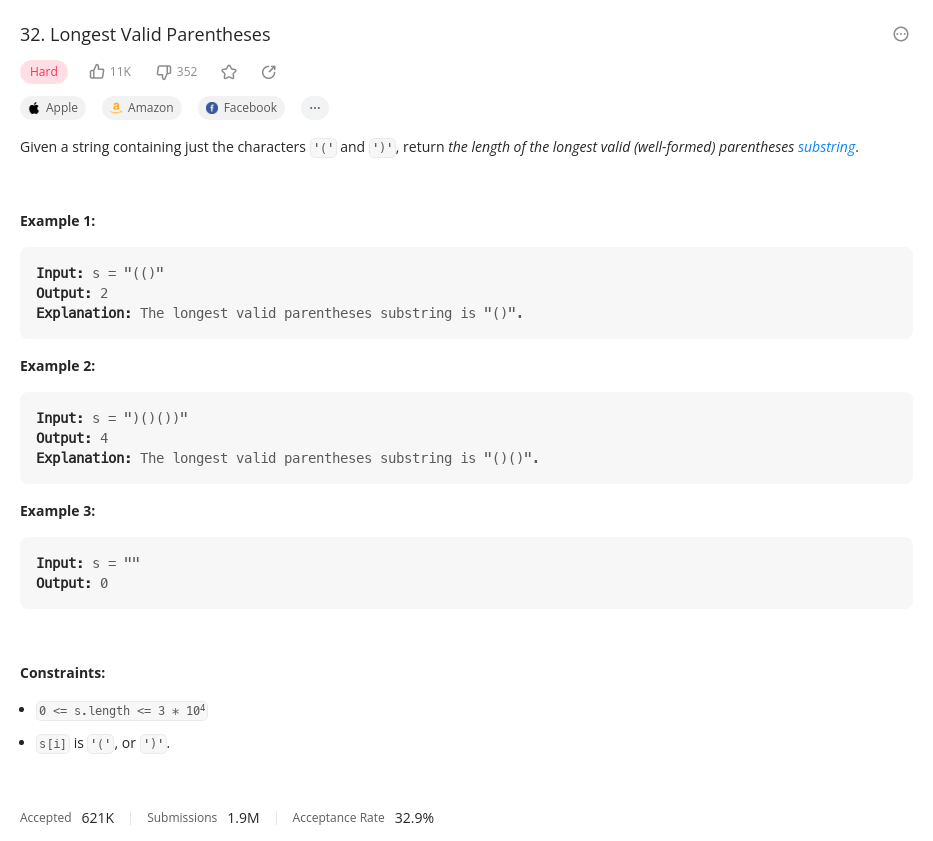 32. Longest Valid Parentheses
Hard 11K 352
Apple Amazon Facebook ...
Given a string containing just the characters '(' and ')', return the length of the longest valid (well-formed) parentheses substring.
Example 1:
Input: s = "(()"
Output: 2
Explanation: The longest valid parentheses substring is "()".
Example 2:
Input: s = ")()())"
Output: 4
Explanation: The longest valid parentheses substring is "()()".
Example 3:
Input: s = ""
Output: 0
Constraints:
• 0 <= s.length <= 3 * 10⁴
• s[i] is '(', or ')'.
Accepted 621K Submissions 1.9M Acceptance Rate 32.9%